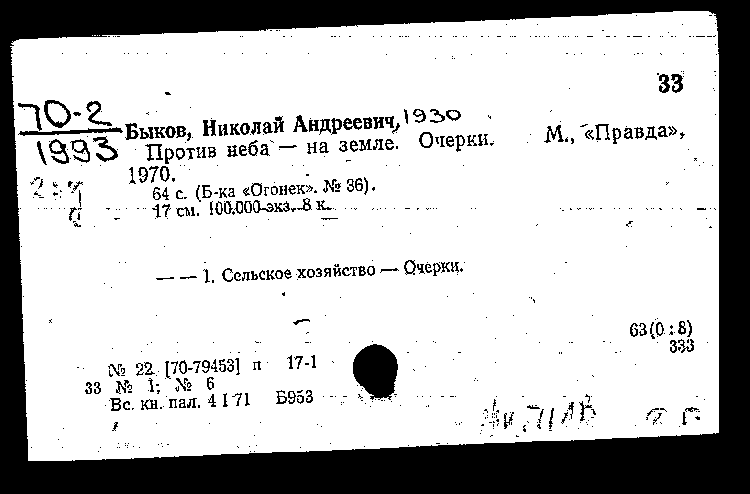 33
70-2
1993
Быков, Николай Андреевич, 1930
Против неба — на земле. Очерки. М., «Правда»,
1970.
64 с. (Б-ка «Огонек». № 36).
17 см. 100.000 экз. 8 к.
— — 1. Сельское хозяйство — Очерки.
63(0:8)
333
№ 22 [70-79453] п 17-1
33 № 1; № 6
Вс. кн. пал. 4 I 71 Б953